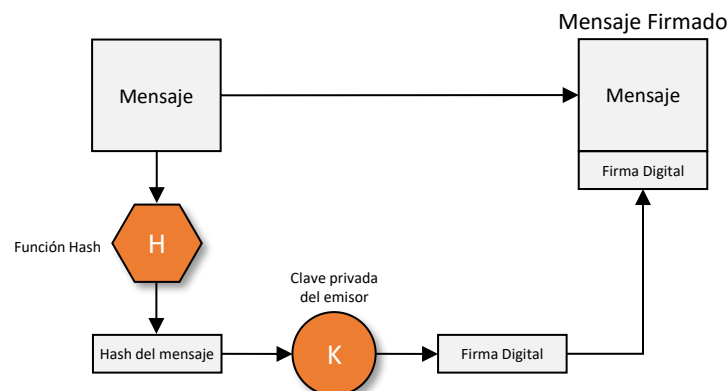 Mensaje Firmado
Mensaje
Mensaje
Firma Digital
Función Hash
H
Clave privada
del emisor
Hash del mensaje
K
Firma Digital